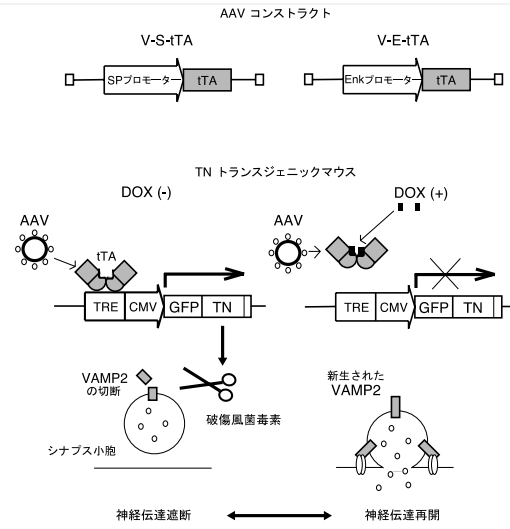 AAV コンストラクト
V-S-tTA
V-E-tTA
SPプロモーター
tTA
Enkプロモーター
tTA
TN トランスジェニックマウス
DOX (-)
DOX (+)
AAV
tTA
AAV
TRE
CMV
GFP
TN
TRE
CMV
GFP
TN
VAMP2
の切断
破傷風菌毒素
シナプス小胞
新生された
VAMP2
神経伝達遮断
神経伝達再開